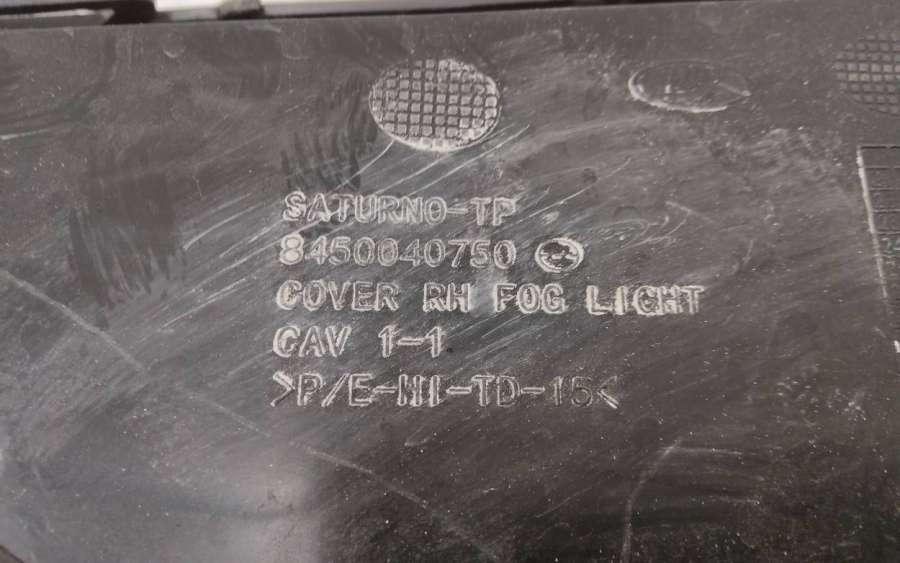 SATURNO-TP
8450040750
COVER RH FOG LIGHT
CAV 1-1
>P/E-HI-TD-15<